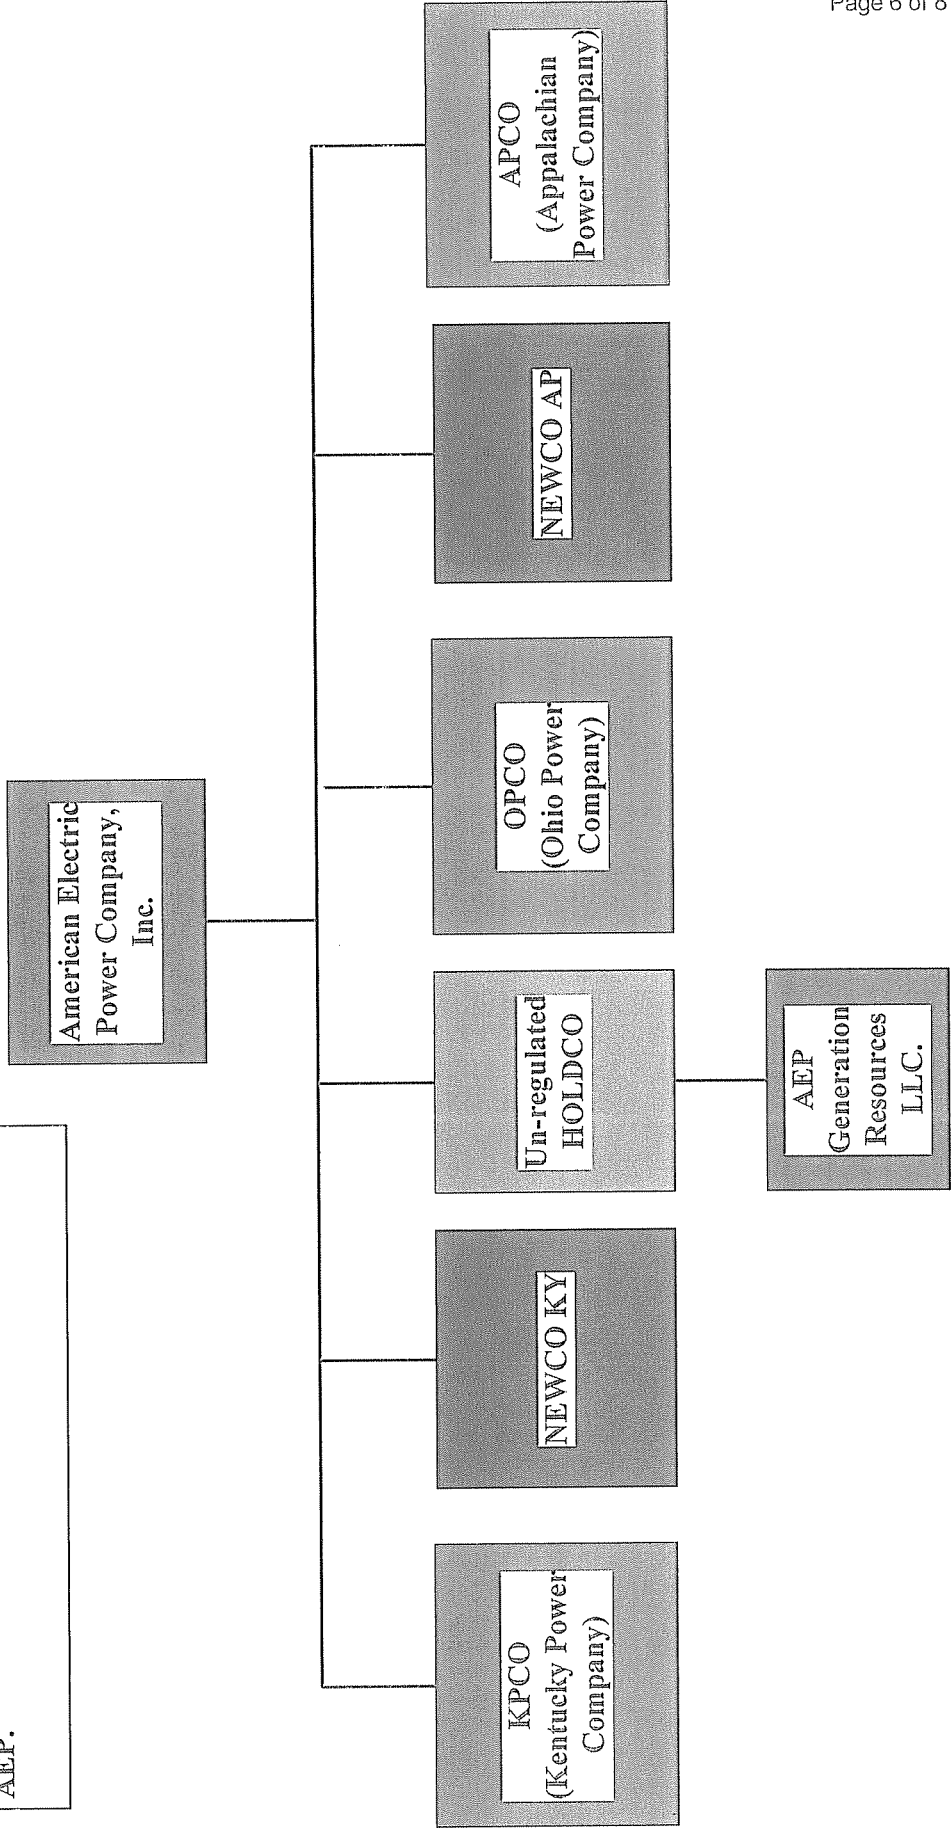 Page 6 of 8
AEP.
American Electric
Power Company,
Inc.
KPCO
(Kentucky Power
Company)
NEWCO KY
Un-regulated
HOLDCO
OPCO
(Ohio Power
Company)
NEWCO AP
APCO
(Appalachian
Power Company)
AEP
Generation
Resources
LLC.